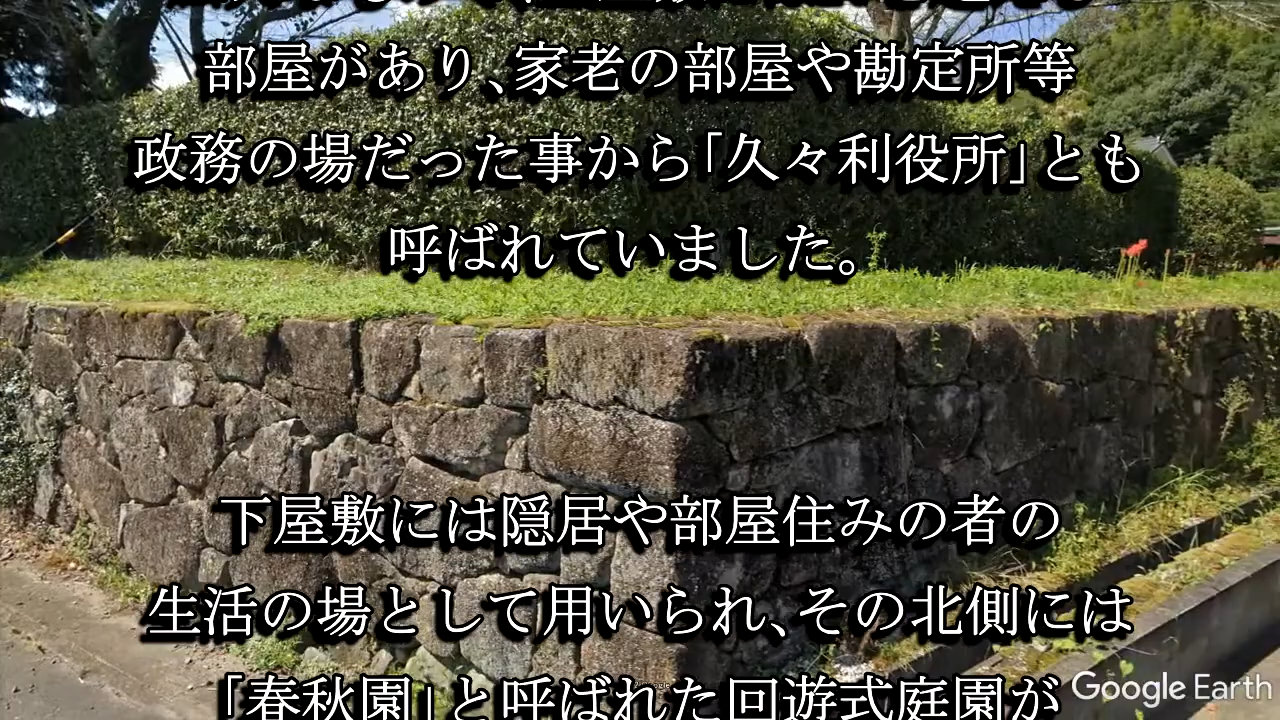 部屋があり、家老の部屋や勘定所等
政務の場だった事から「久々利役所」とも
呼ばれていました。
下屋敷には隠居や部屋住みの者の
生活の場として用いられ、その北側には
「春秋園」と呼ばれた回遊式庭園が
Google Earth